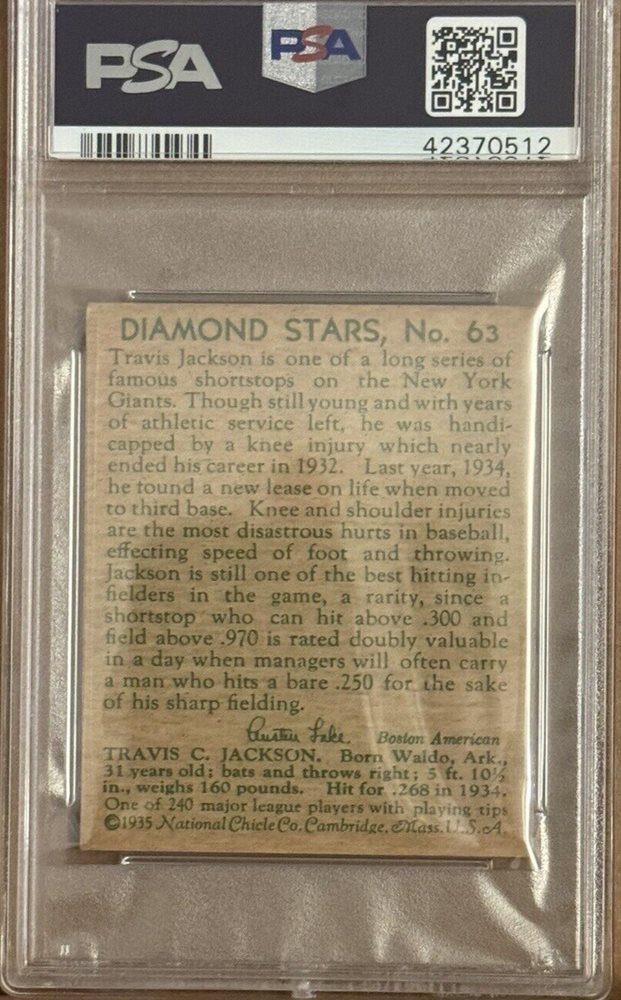 PSA
PSA
42370512
DIAMOND STARS, No. 63
Travis Jackson is one of a long series of
famous shortstops on the New York
Giants. Though still young and with years
of athletic service left, he was handi-
capped by a knee injury which nearly
ended his career in 1932. Last year, 1934,
he found a new lease on life when moved
to third base. Knee and shoulder injuries
are the most disastrous hurts in baseball,
effecting speed of foot and throwing.
Jackson is still one of the best hitting in-
fielders in the game, a rarity, since a
shortstop who can hit above .300 and
field above .970 is rated doubly valuable
in a day when managers will often carry
a man who hits a bare .250 for the sake
of his sharp fielding.
Austen Lake Boston American
TRAVIS C. JACKSON. Born Waldo, Ark.,
31 years old; bats and throws right; 5 ft. 10½
in., weighs 160 pounds. Hit for .268 in 1934.
One of 240 major league players with playing tips
©1935 National Chicle Co. Cambridge, Mass. U.S.A.